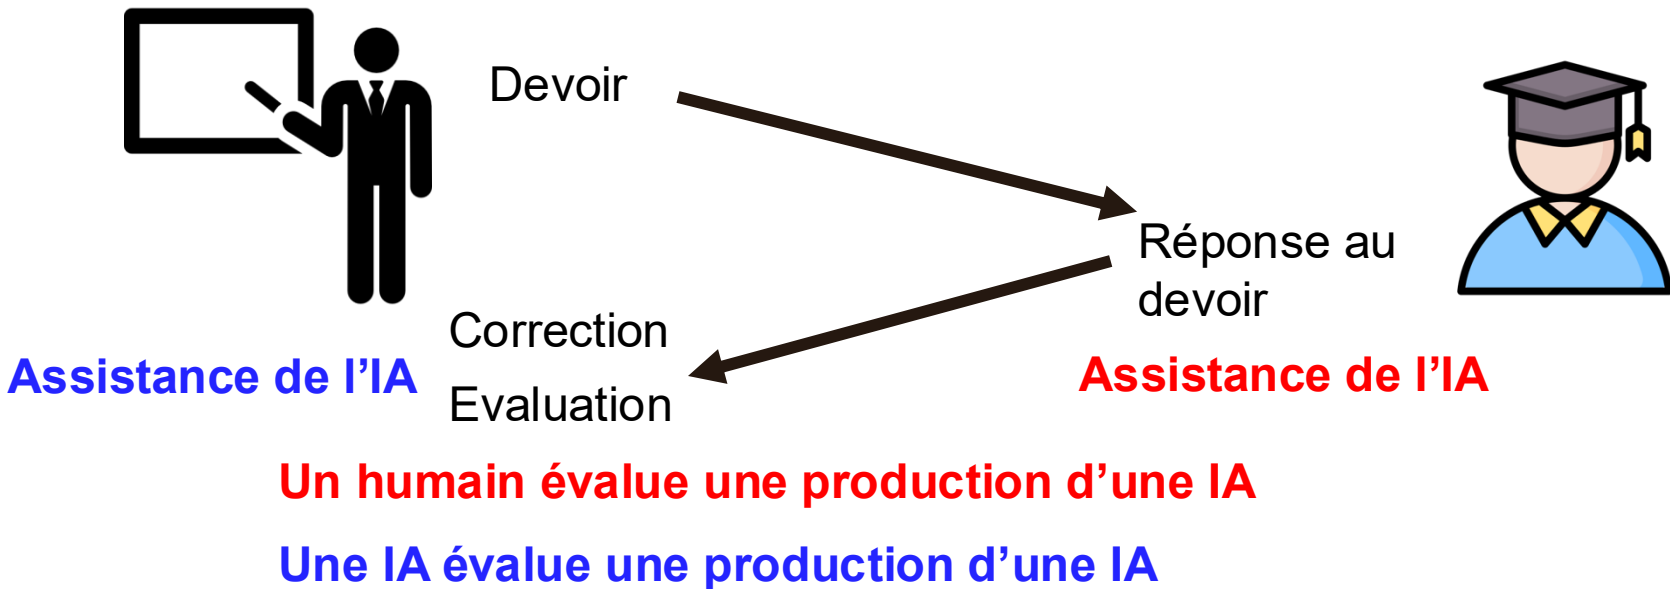 Devoir
Réponse au
devoir
Correction
Evaluation
Assistance de l’IA
Assistance de l’IA
Un humain évalue une production d’une IA
Une IA évalue une production d’une IA